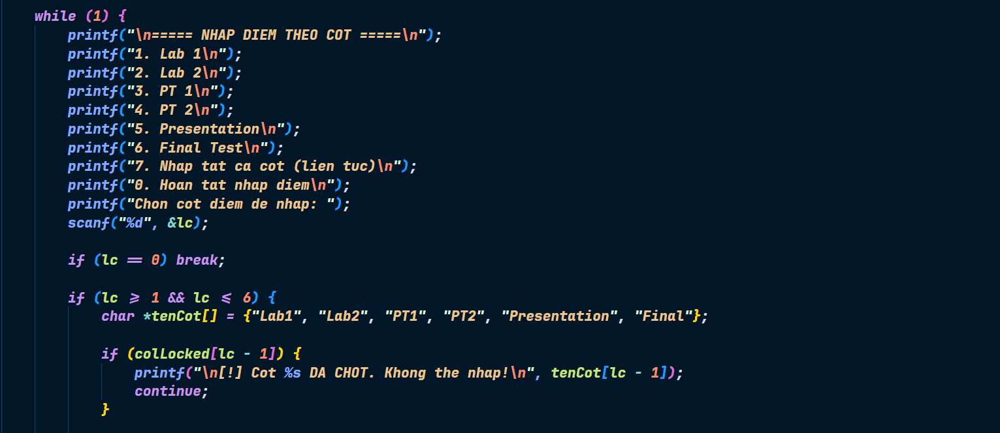 while (1) {
printf("\n===== NHAP DIEM THEO COT =====\n");
printf("1. Lab 1\n");
printf("2. Lab 2\n");
printf("3. PT 1\n");
printf("4. PT 2\n");
printf("5. Presentation\n");
printf("6. Final Test\n");
printf("7. Nhap tat ca cot (lien tuc)\n");
printf("0. Hoan tat nhap diem\n");
printf("Chon cot diem de nhap: ");
scanf("%d", &lc);
if (lc == 0) break;
if (lc >= 1 && lc <= 6) {
char *tenCot[] = {"Lab1", "Lab2", "PT1", "PT2", "Presentation", "Final"};
if (colLocked[lc - 1]) {
printf("\n[!] Cot %s DA CHOT. Khong the nhap!\n", tenCot[lc - 1]);
continue;
}